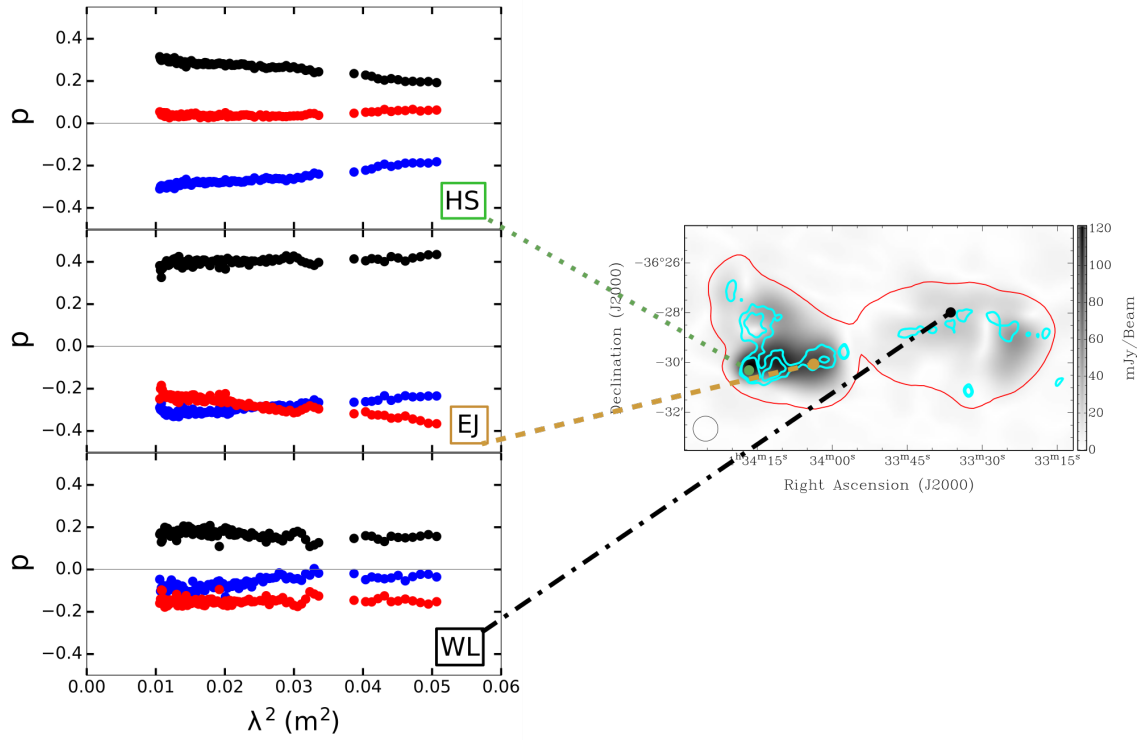 0.4
0.2
0.0
−0.2
−0.4
p
HS
0.4
0.2
0.0
−0.2
−0.4
EJ
0.4
0.2
0.0
−0.2
−0.4
p
WL
0.00 0.01 0.02 0.03 0.04 0.05 0.06
λ² (m²)
−36°26′
−28′
−30′
−32′
Declination (J2000)
34ᵐ15ˢ 34ᵐ00ˢ 33ᵐ45ˢ 33ᵐ30ˢ 33ᵐ15ˢ
Right Ascension (J2000)
120
100
80
60
40
20
0
mJy/Beam